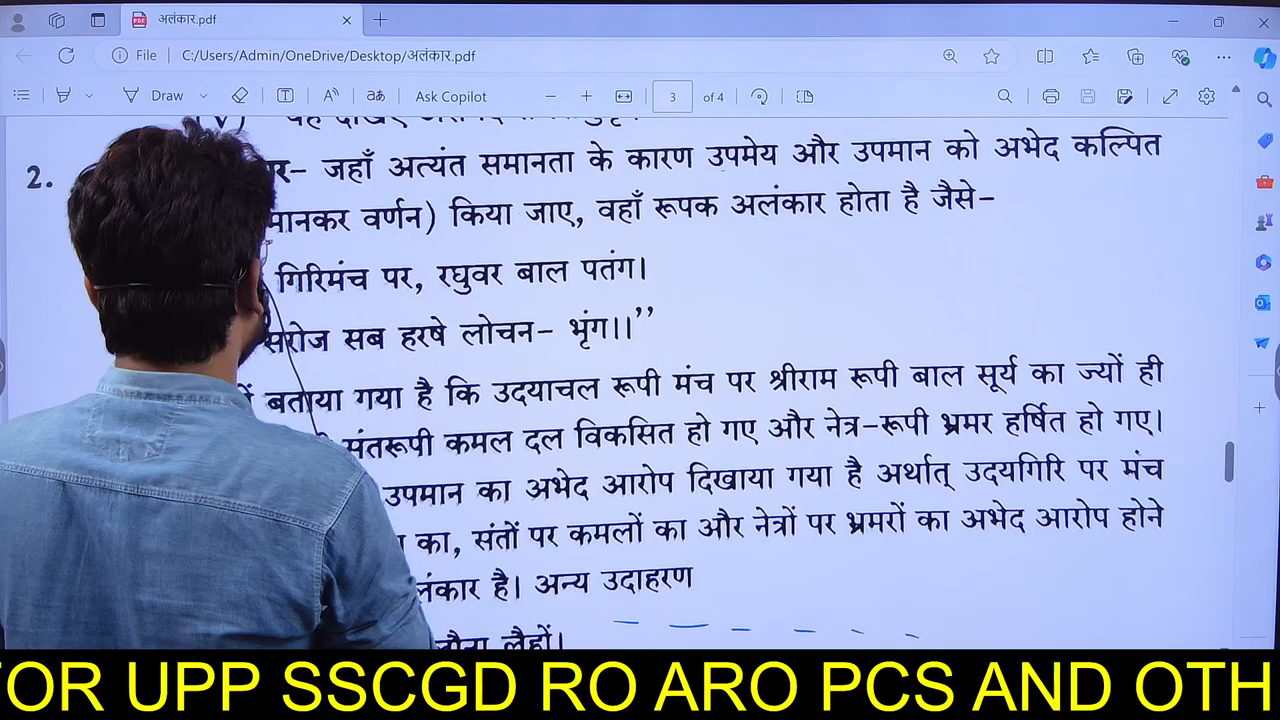 अलंकार.pdf
File C:/Users/Admin/OneDrive/Desktop/अलंकार.pdf
Draw A aあ Ask Copilot 3 of 4
2. र– जहाँ अत्यंत समानता के कारण उपमेय और उपमान को अभेद कल्पित
मानकर वर्णन) किया जाए, वहाँ रूपक अलंकार होता है जैसे–
गिरिमंच पर, रघुवर बाल पतंग।
सरोज सब हरषे लोचन– भृंग।।”
बताया गया है कि उदयाचल रूपी मंच पर श्रीराम रूपी बाल सूर्य का ज्यों ही
मंतरूपी कमल दल विकसित हो गए और नेत्र–रूपी भ्रमर हर्षित हो गए।
उपमान का अभेद आरोप दिखाया गया है अर्थात् उदयगिरि पर मंच
का, संतों पर कमलों का और नेत्रों पर भ्रमरों का अभेद आरोप होने
लंकार है। अन्य उदाहरण
लैहों।
FOR UPP SSCGD RO ARO PCS AND OTH